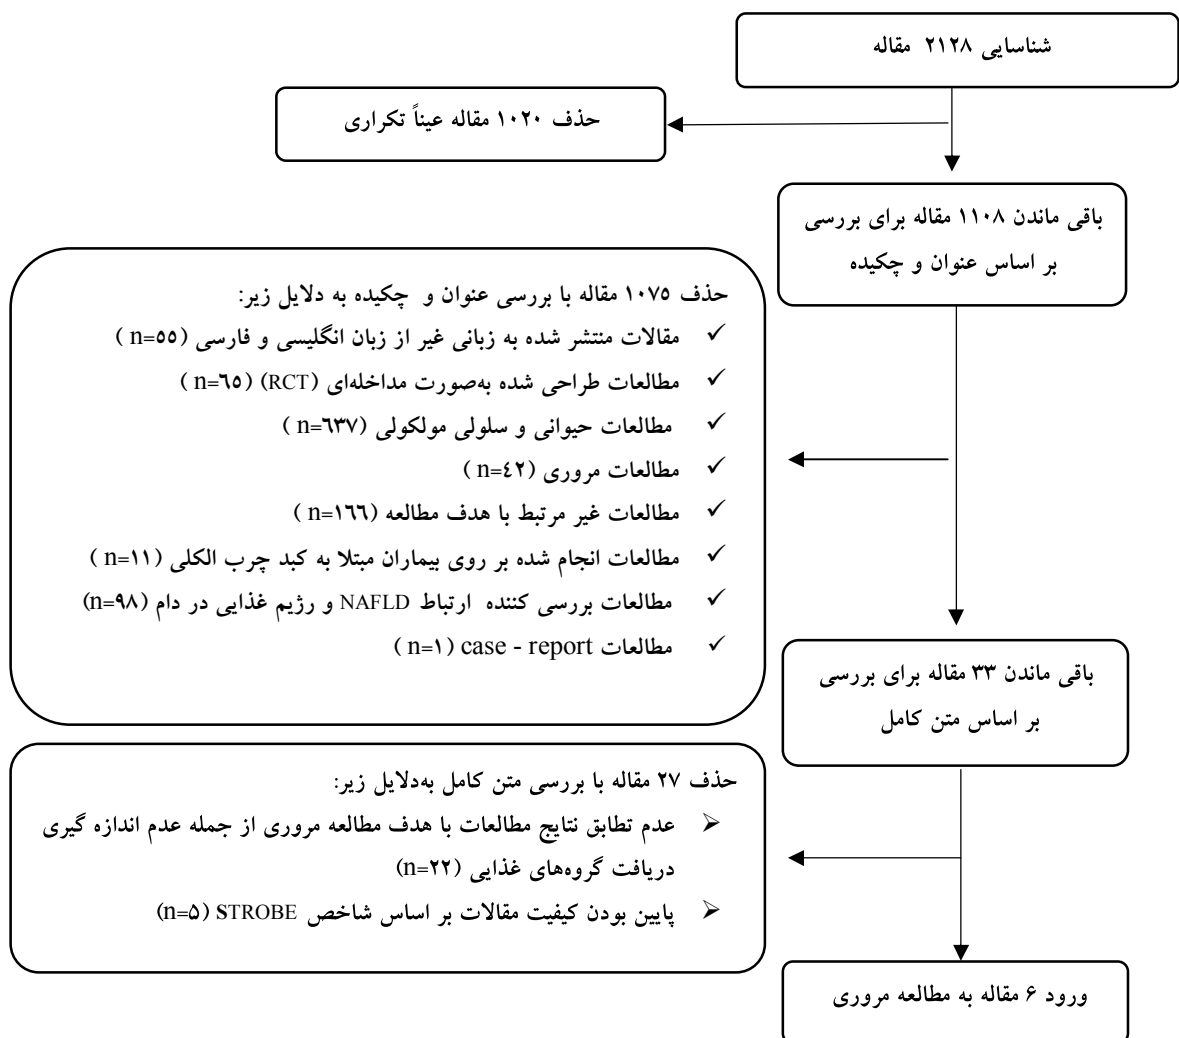 شناسایی ۲۱۲۸ مقاله
حذف ۱۰۲۰ مقاله عیناً تکراری
باقی ماندن ۱۱۰۸ مقاله برای بررسی
بر اساس عنوان و چکیده
حذف ۱۰۷۵ مقاله با بررسی عنوان و چکیده به دلایل زیر:
✓ مقالات منتشر شده به زبانی غیر از زبان انگلیسی و فارسی (n=٥٥ )
✓ مطالعات طراحی شده به‌صورت مداخله‌ای (RCT) (n=٦٥ )
✓ مطالعات حیوانی و سلولی مولکولی (n=٦۳۷ )
✓ مطالعات مروری (n=٤۲ )
✓ مطالعات غیر مرتبط با هدف مطالعه (n=۱٦٦ )
✓ مطالعات انجام شده بر روی بیماران مبتلا به کبد چرب الکلی (n=۱۱ )
✓ مطالعات بررسی کننده ارتباط NAFLD و رژیم غذایی در دام (n=۹۸)
✓ مطالعات case - report (n=۱ )
باقی ماندن ۳۳ مقاله برای بررسی
بر اساس متن کامل
حذف ۲۷ مقاله با بررسی متن کامل به‌دلایل زیر:
➢ عدم تطابق نتایج مطالعات با هدف مطالعه مروری از جمله عدم اندازه گیری
دریافت گروه‌های غذایی (n=۲۲)
➢ پایین بودن کیفیت مقالات بر اساس شاخص STROBE (n=۵)
ورود ۶ مقاله به مطالعه مروری